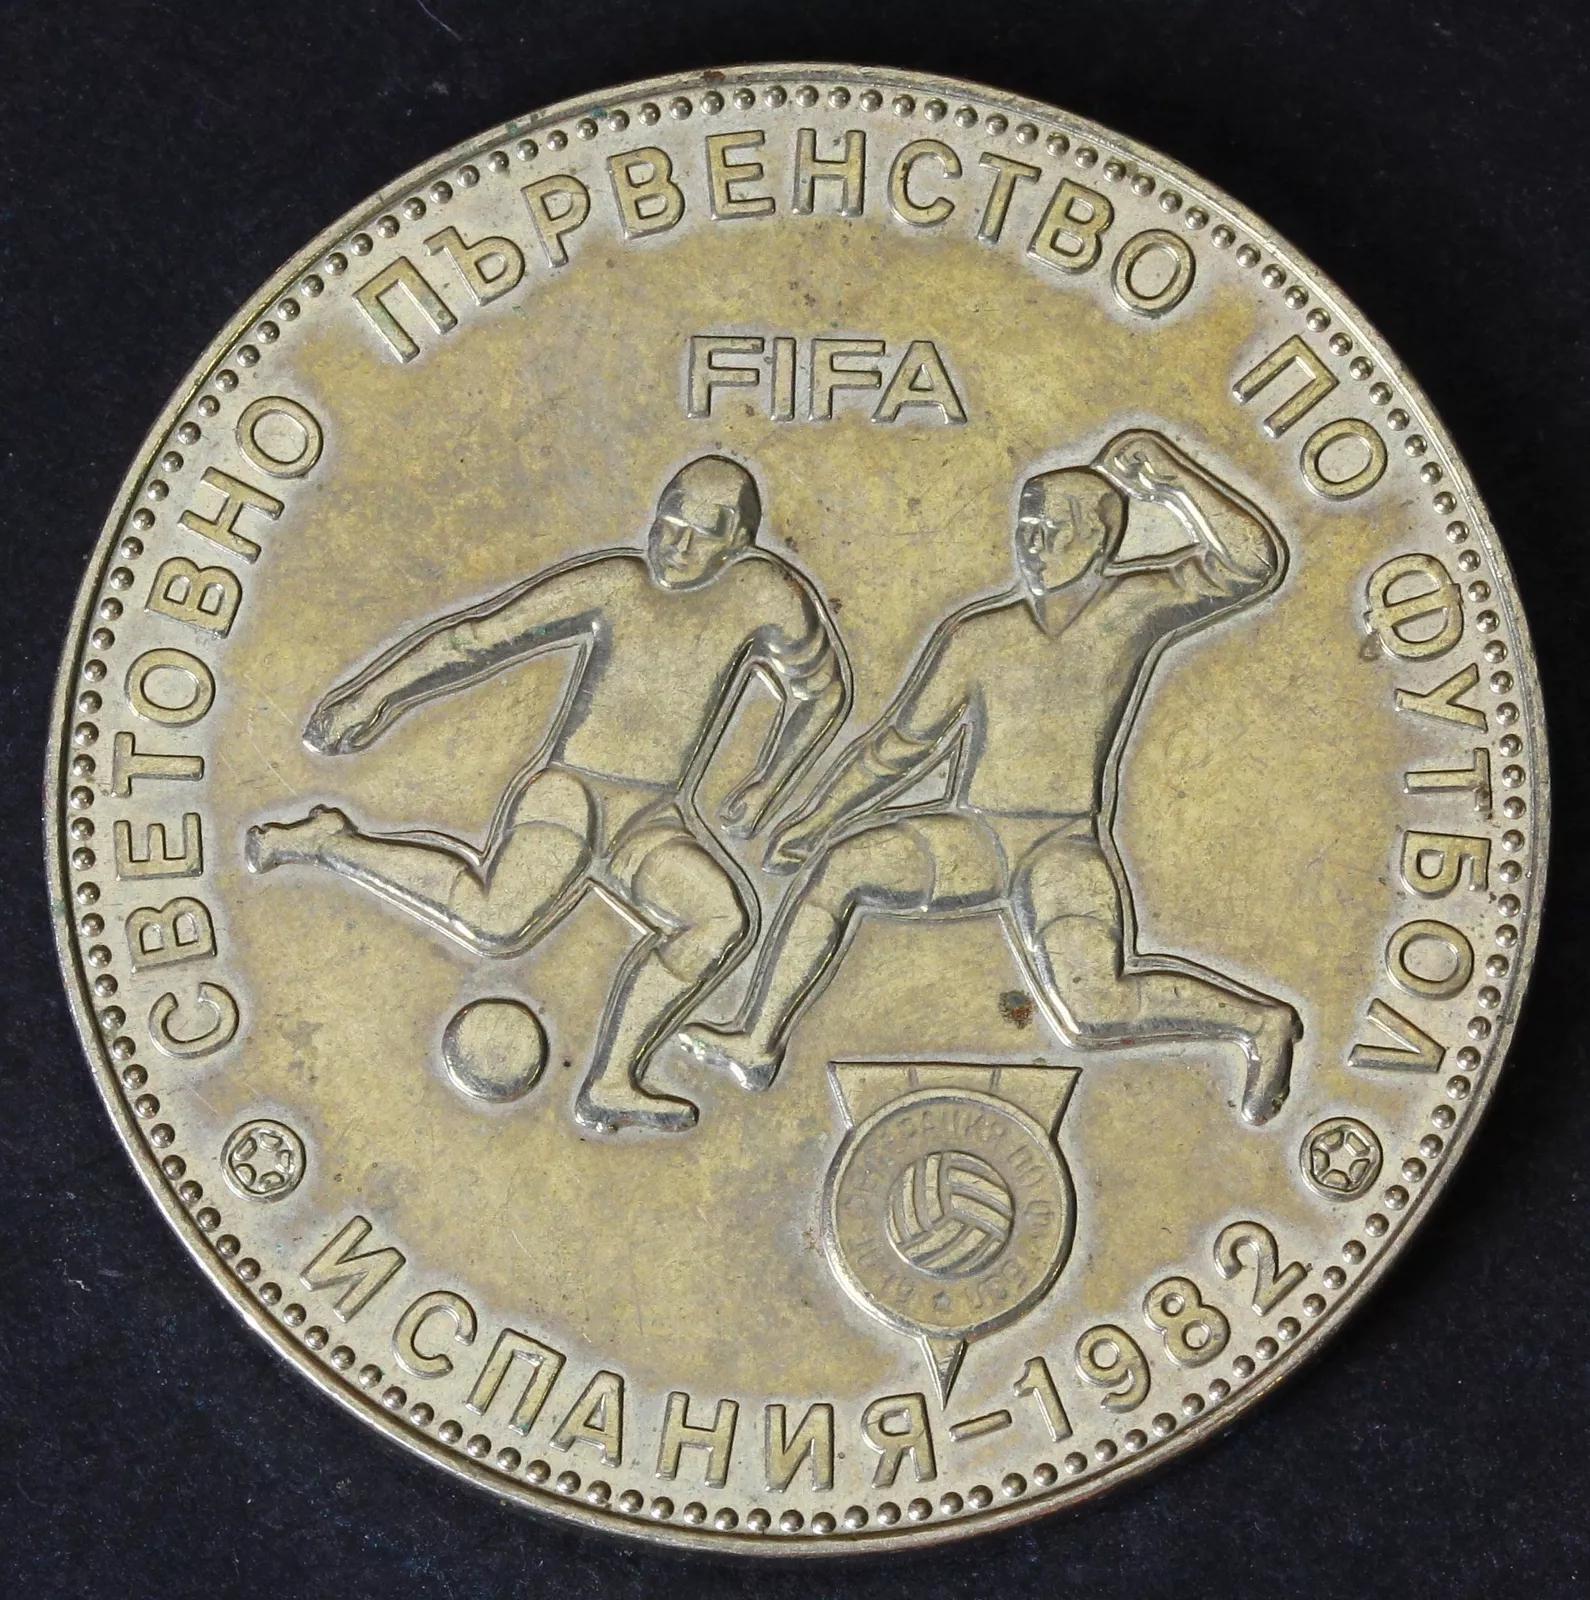 СВЕТОВНО ПЪРВЕНСТВО ПО ФУТБОЛ
FIFA
ИСПАНИЯ-1982